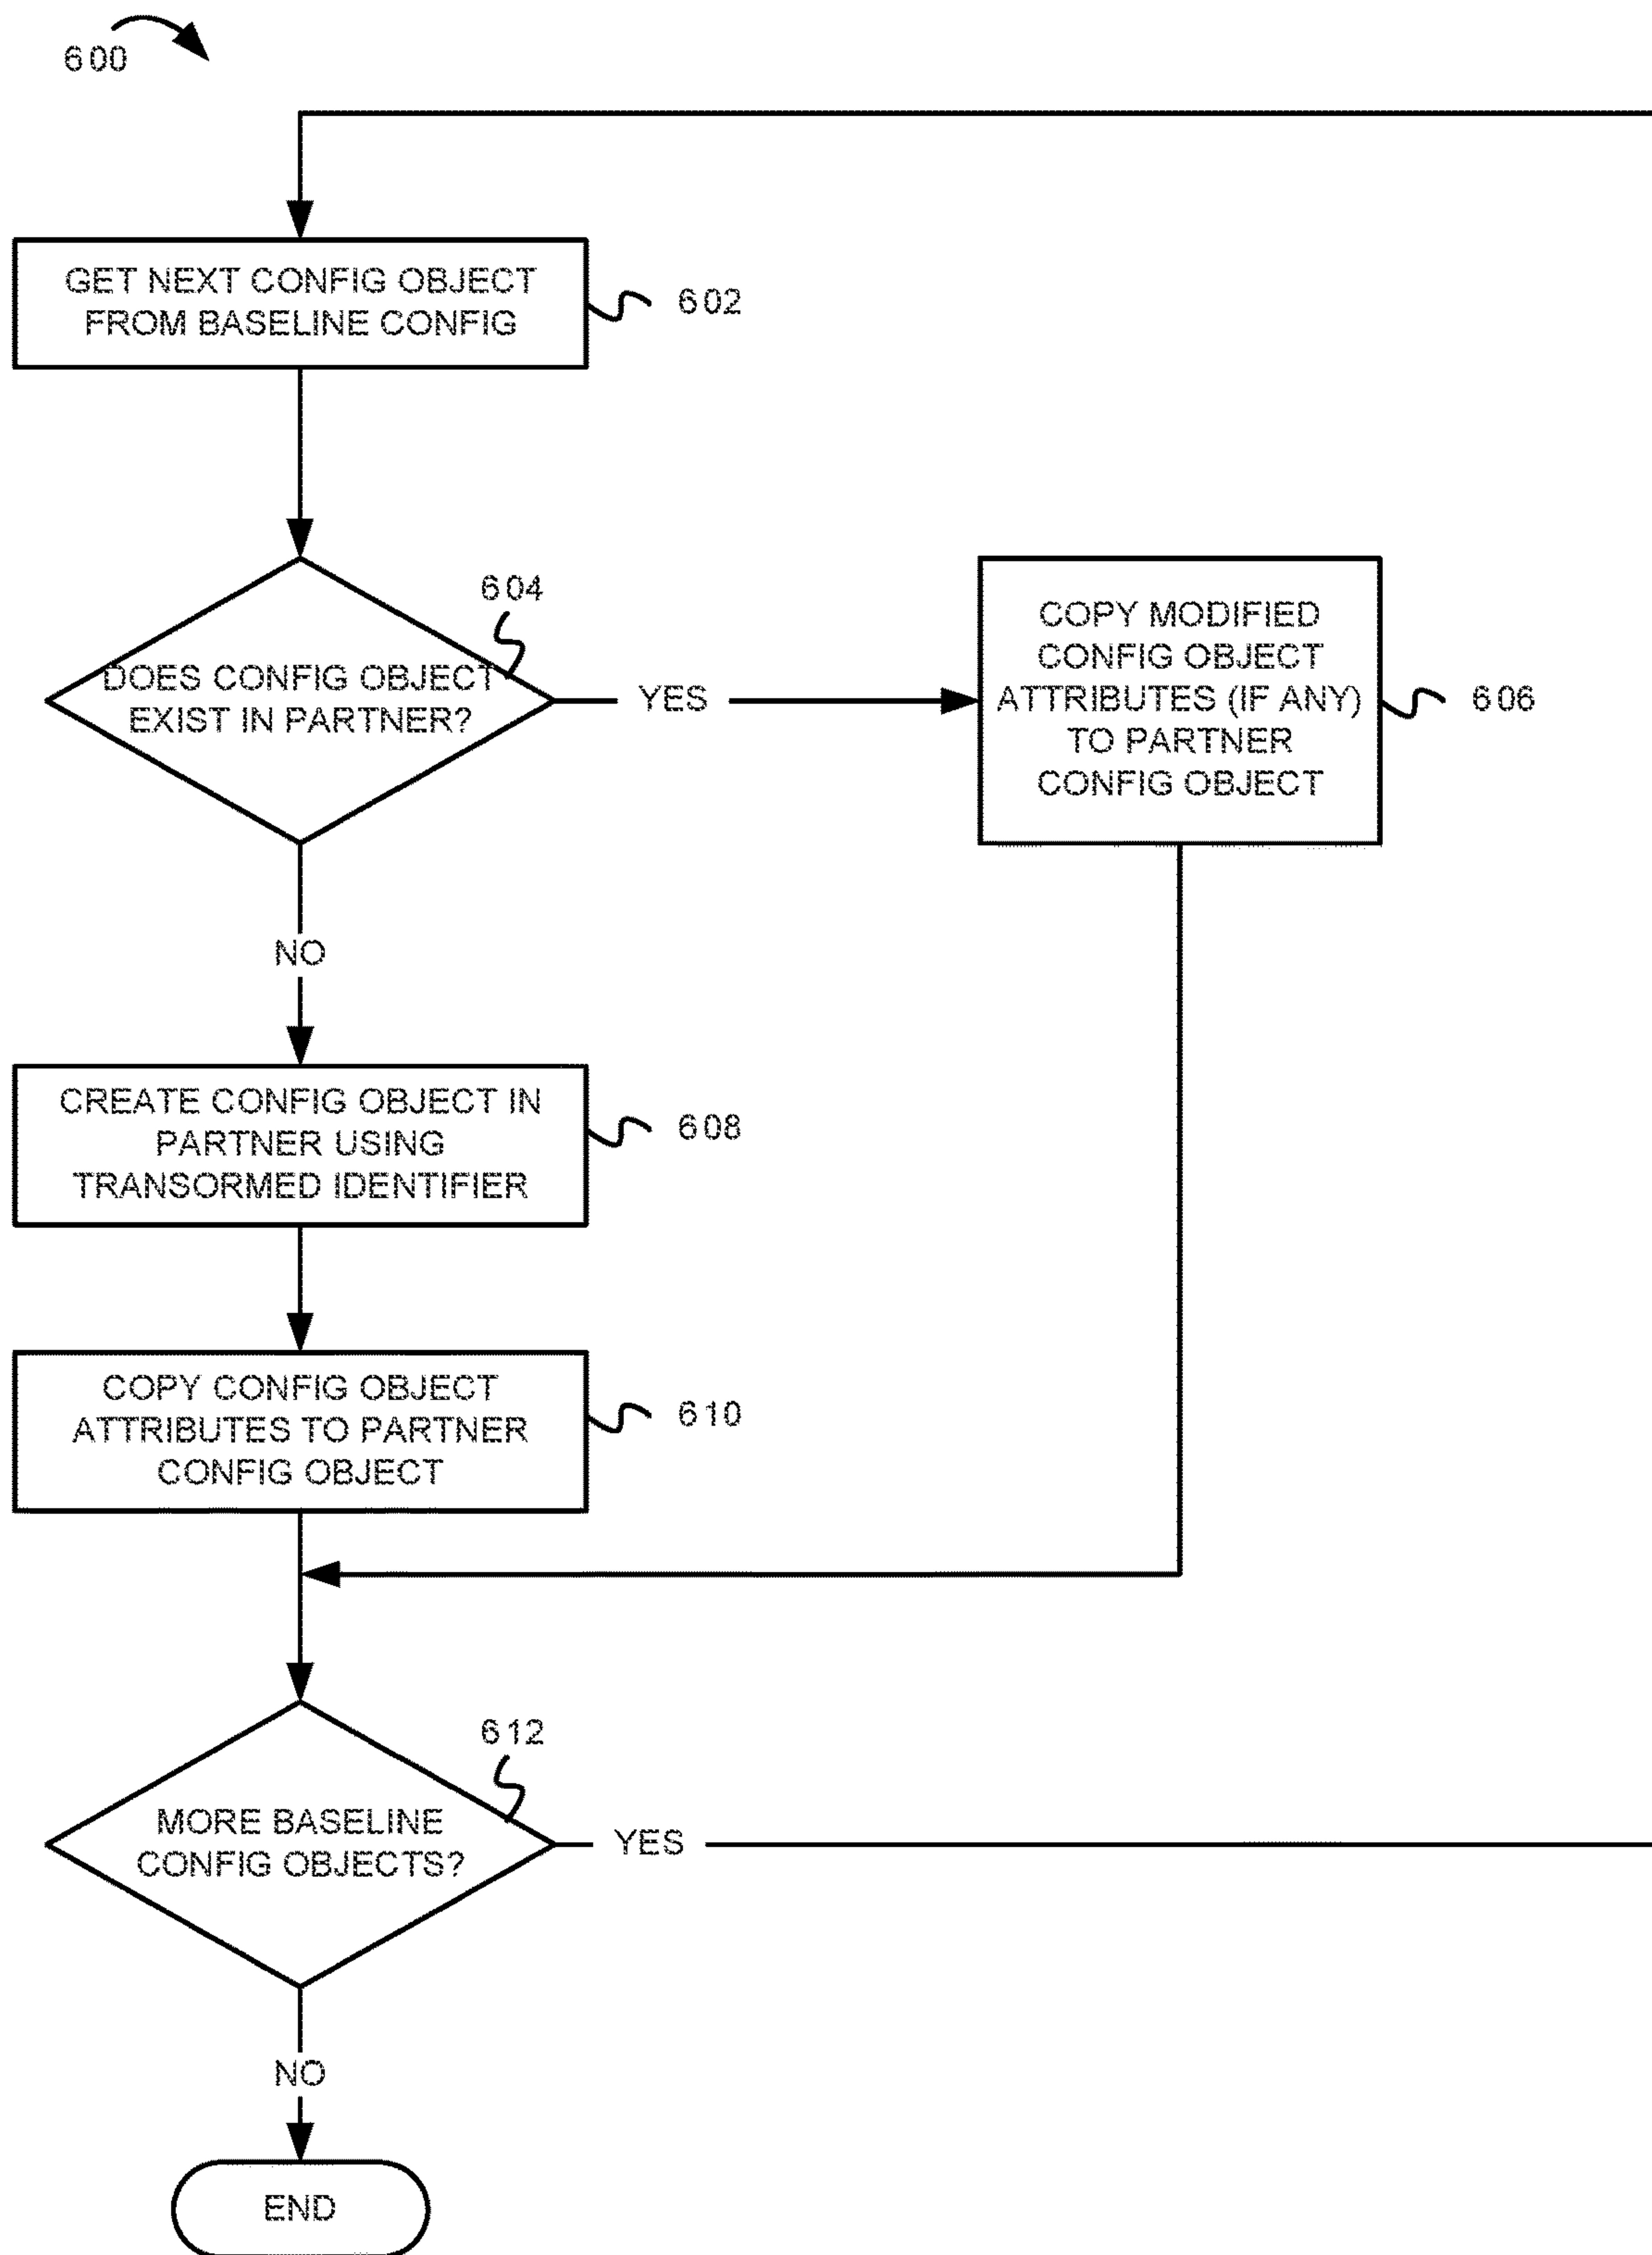 600
GET NEXT CONFIG OBJECT
FROM BASELINE CONFIG
602
604
DOES CONFIG OBJECT
EXIST IN PARTNER?
YES
COPY MODIFIED
CONFIG OBJECT
ATTRIBUTES (IF ANY)
TO PARTNER
CONFIG OBJECT
606
NO
CREATE CONFIG OBJECT IN
PARTNER USING
TRANSORMED IDENTIFIER
608
COPY CONFIG OBJECT
ATTRIBUTES TO PARTNER
CONFIG OBJECT
610
612
MORE BASELINE
CONFIG OBJECTS?
YES
NO
END